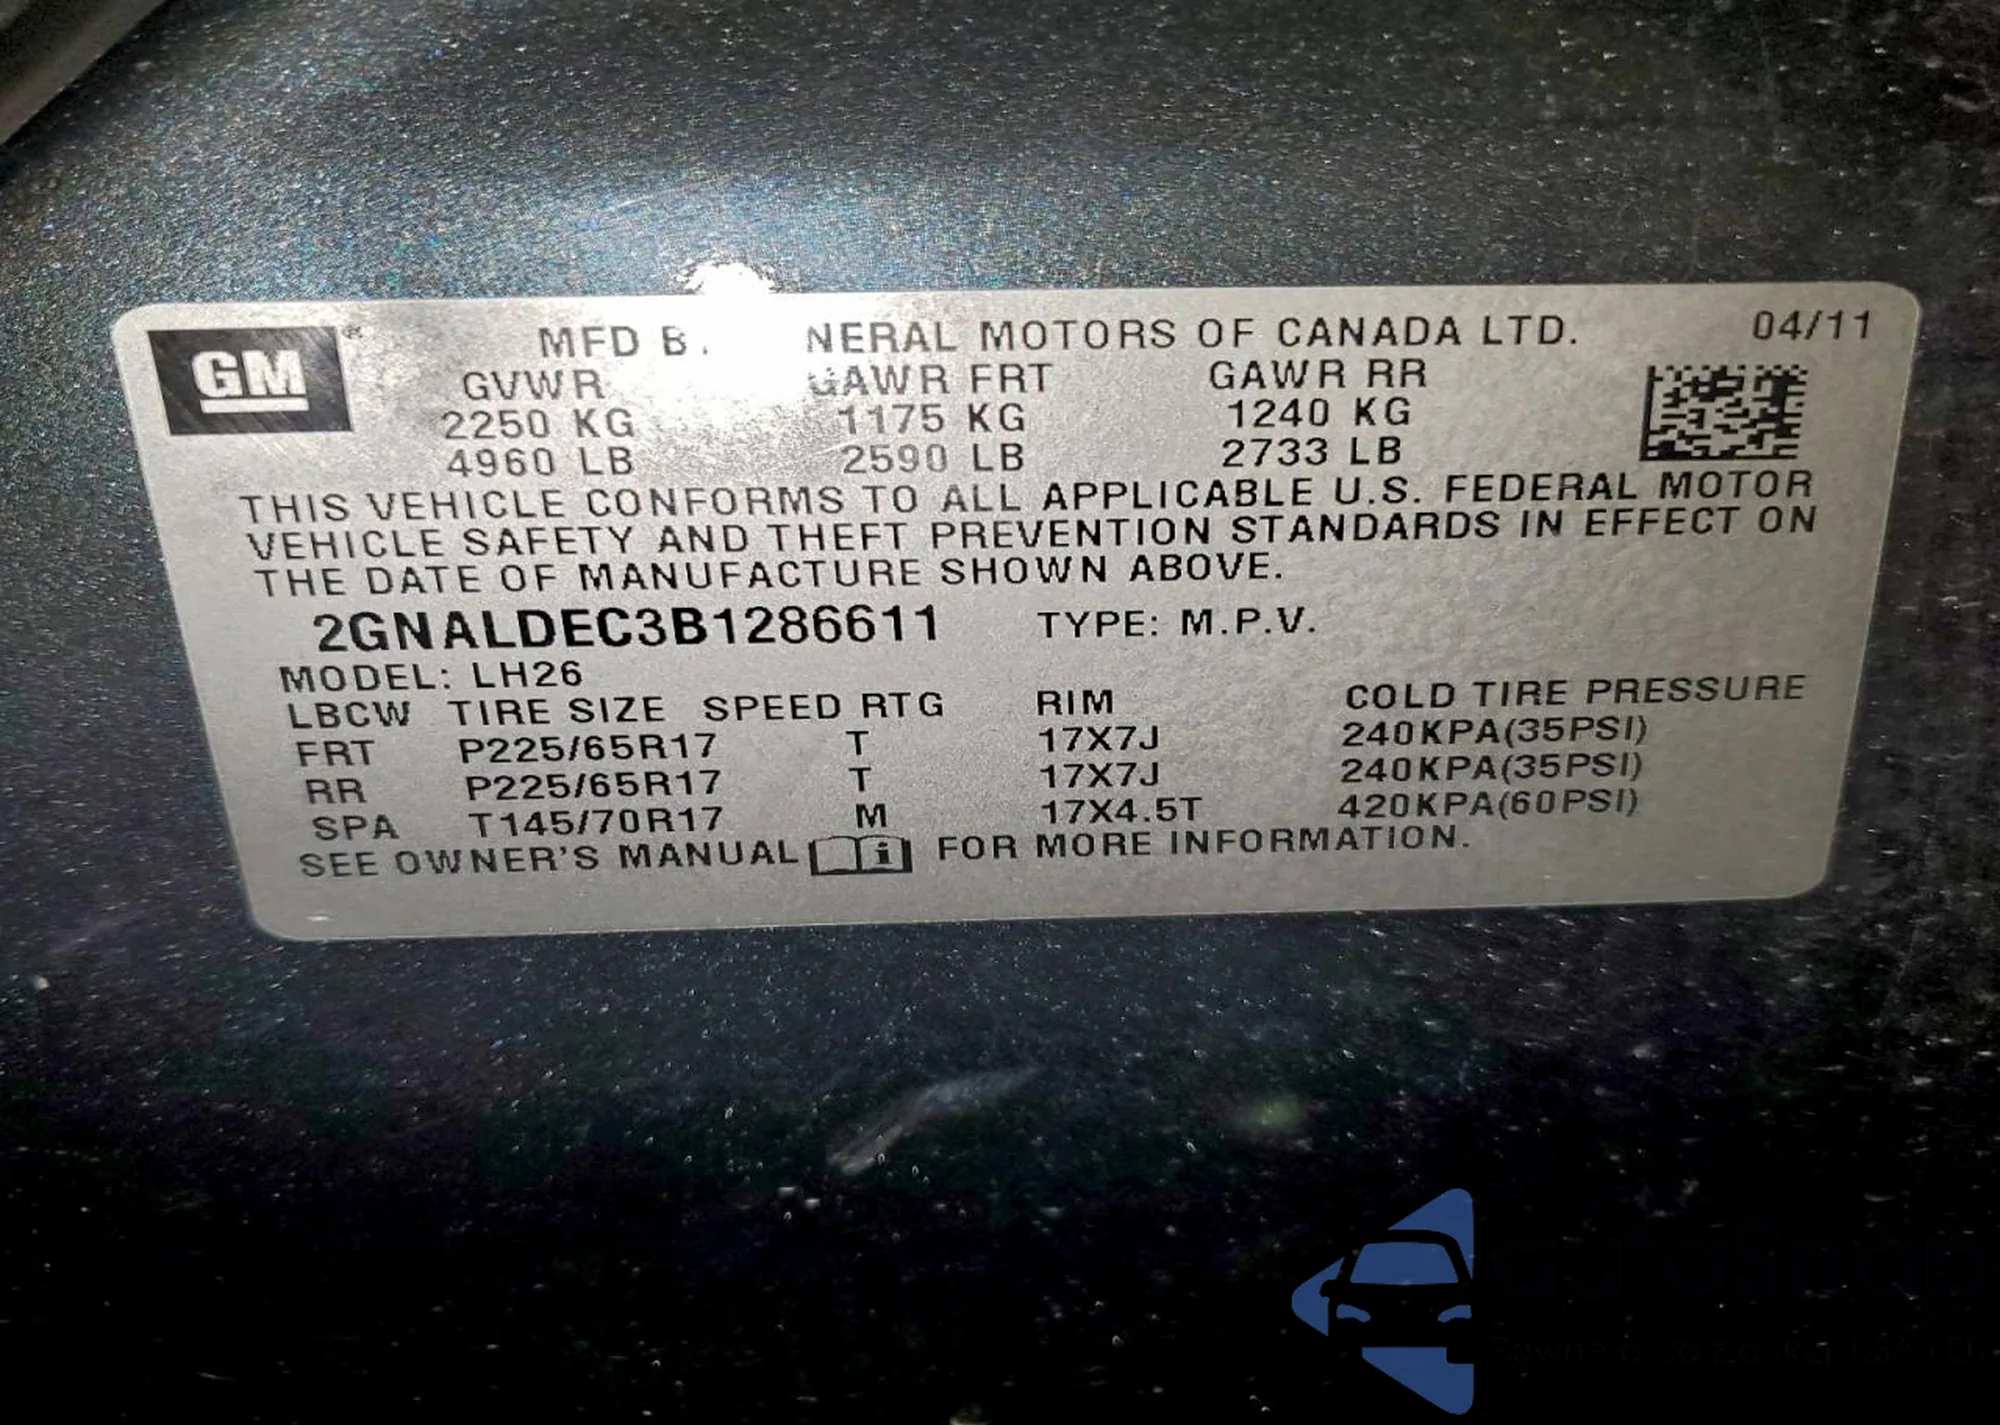 GM
MFD B NERAL MOTORS OF CANADA LTD. 04/11
GVWR GAWR FRT GAWR RR
2250 KG 1175 KG 1240 KG
4960 LB 2590 LB 2733 LB
THIS VEHICLE CONFORMS TO ALL APPLICABLE U.S. FEDERAL MOTOR
VEHICLE SAFETY AND THEFT PREVENTION STANDARDS IN EFFECT ON
THE DATE OF MANUFACTURE SHOWN ABOVE.
2GNALDEC3B1286611 TYPE: M.P.V.
MODEL: LH26
LBCW TIRE SIZE SPEED RTG RIM COLD TIRE PRESSURE
FRT P225/65R17 T 17X7J 240KPA(35PSI)
RR P225/65R17 T 17X7J 240KPA(35PSI)
SPA T145/70R17 M 17X4.5T 420KPA(60PSI)
SEE OWNER'S MANUAL i FOR MORE INFORMATION.